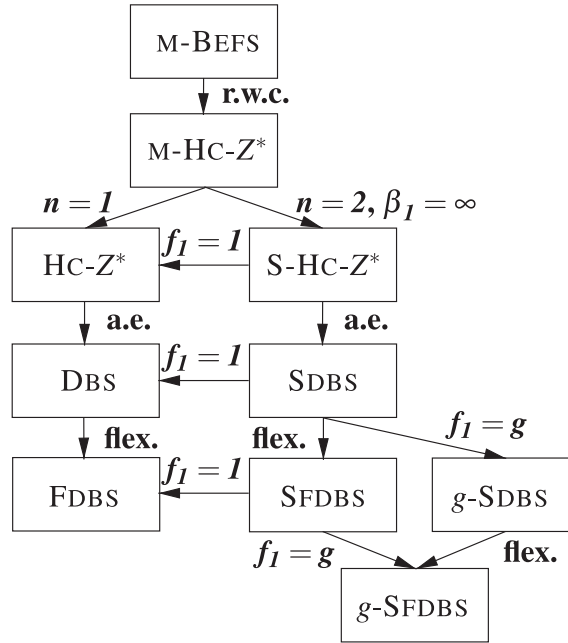 M-BEFS
r.w.c.
M-HC-Z*
n = 1
n = 2, β₁ = ∞
HC-Z*
f₁ = 1
S-HC-Z*
a.e.
a.e.
DBS
f₁ = 1
SDBS
flex.
flex.
f₁ = g
FDBS
f₁ = 1
SFDBS
g-SDBS
f₁ = g
flex.
g-SFDBS